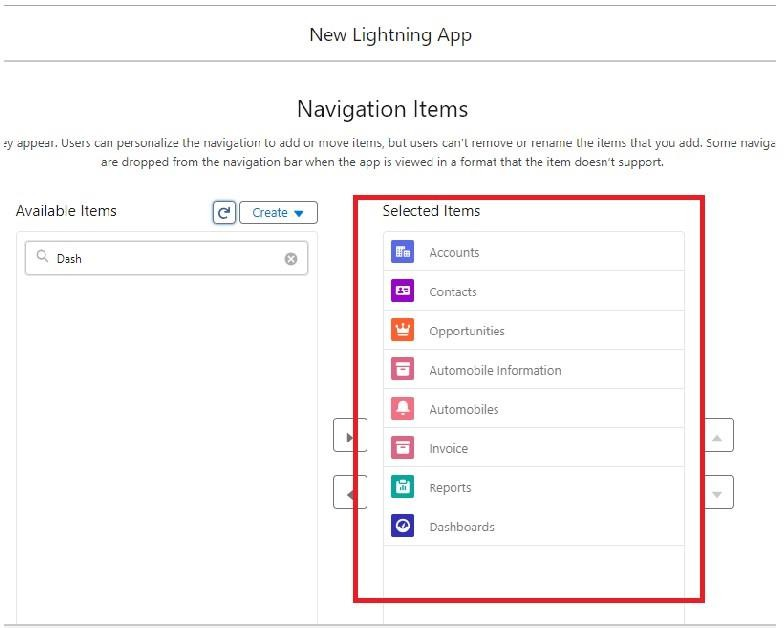 New Lightning App
Navigation Items
ey appear. Users can personalize the navigation to add or move items, but users can't remove or rename the items that you add. Some naviga
are dropped from the navigation bar when the app is viewed in a format that the item doesn't support.
Available Items
Create
Selected Items
Dash
Accounts
Contacts
Opportunities
Automobile Information
Automobiles
Invoice
Reports
Dashboards